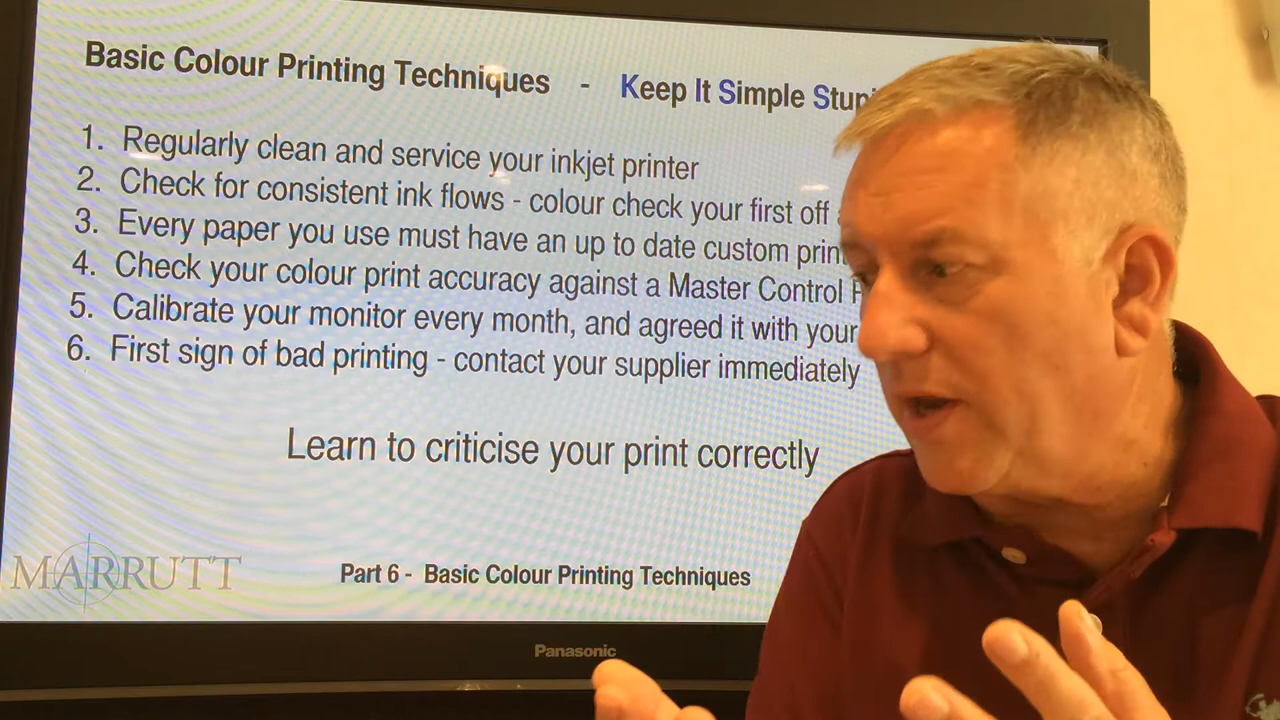 Basic Colour Printing Techniques - Keep It Simple
1. Regularly clean and service your inkjet printer
2. Check for consistent ink flows - colour check your first off
3. Every paper you use must have an up to date custom
4. Check your colour print accuracy against a Master Control
5. Calibrate your monitor every month, and agreed it with your
6. First sign of bad printing - contact your supplier immediately
Learn to criticise your print correctly
MARRUTT
Part 6 - Basic Colour Printing Techniques
Panasonic